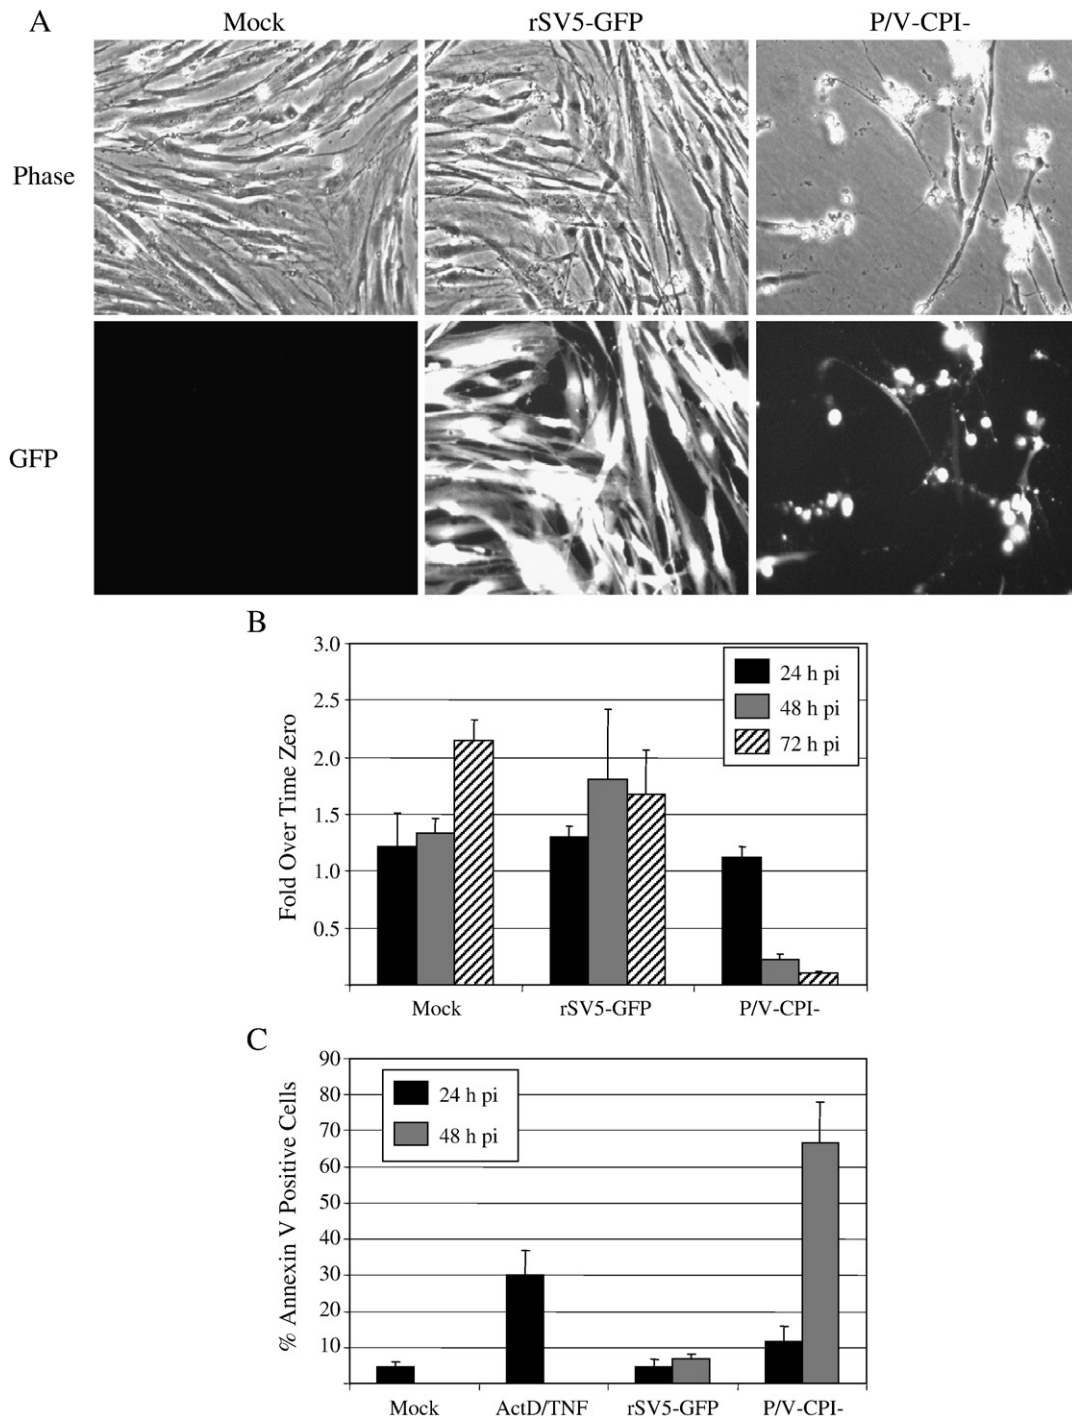 A
Mock rSV5-GFP P/V-CPI-
Phase
GFP
B
3.0
2.5
2.0
1.5
1.0
0.5
Fold Over Time Zero
24 h pi
48 h pi
72 h pi
Mock rSV5-GFP P/V-CPI-
C
90
80
70
60
50
40
30
20
10
% Annexin V Positive Cells
24 h pi
48 h pi
Mock ActD/TNF rSV5-GFP P/V-CPI-